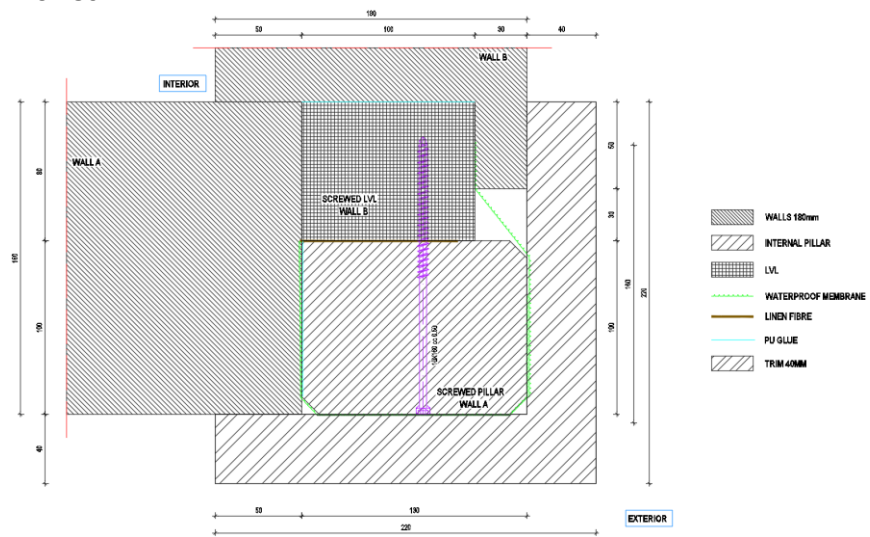 180
50
100
30
40
WALL B
INTERIOR
WALL A
180
80
100
40
SCREWED LVL
WALL B
50
30
100
160
220
SCREWED PILLAR
WALL A
WALLS 180mm
INTERNAL PILLAR
LVL
WATERPROOF MEMBRANE
LINEN FIBRE
PU GLUE
TRIM 40MM
50
130
220
EXTERIOR